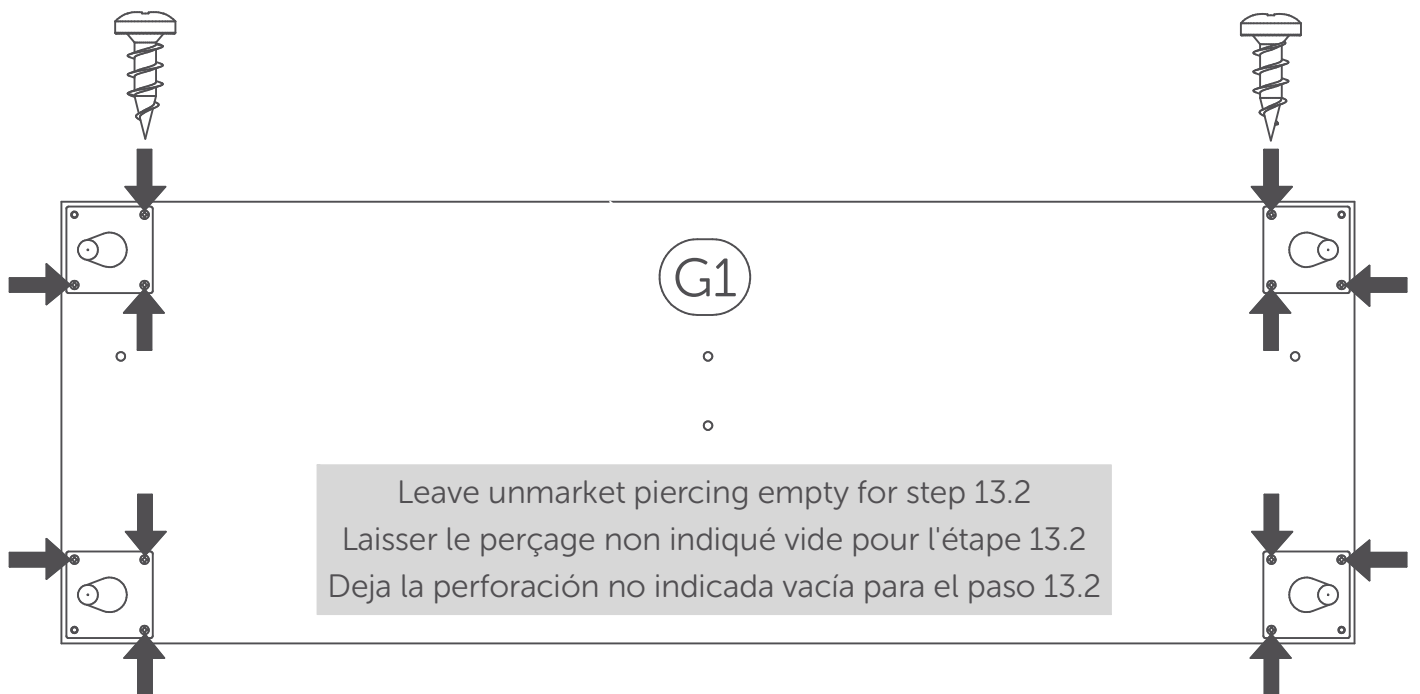 G1
Leave unmarket piercing empty for step 13.2
Laisser le perçage non indiqué vide pour l'étape 13.2
Deja la perforación no indicada vacía para el paso 13.2